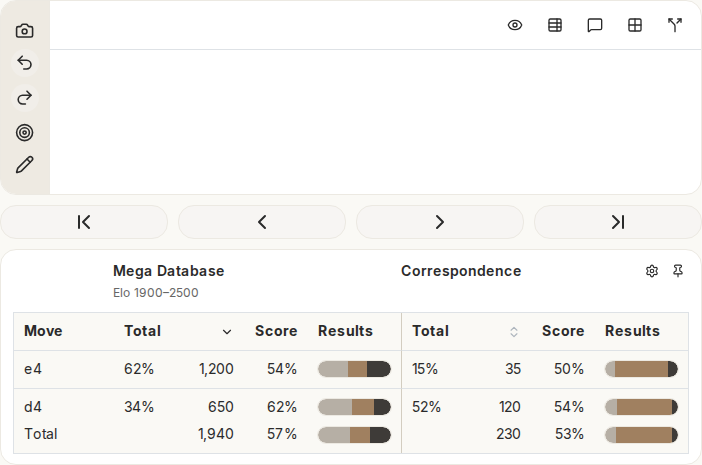 Mega Database Correspondence
Elo 1900–2500
Move Total Score Results Total Score Results
e4 62% 1,200 54% 15% 35 50%
d4 34% 650 62% 52% 120 54%
Total 1,940 57% 230 53%